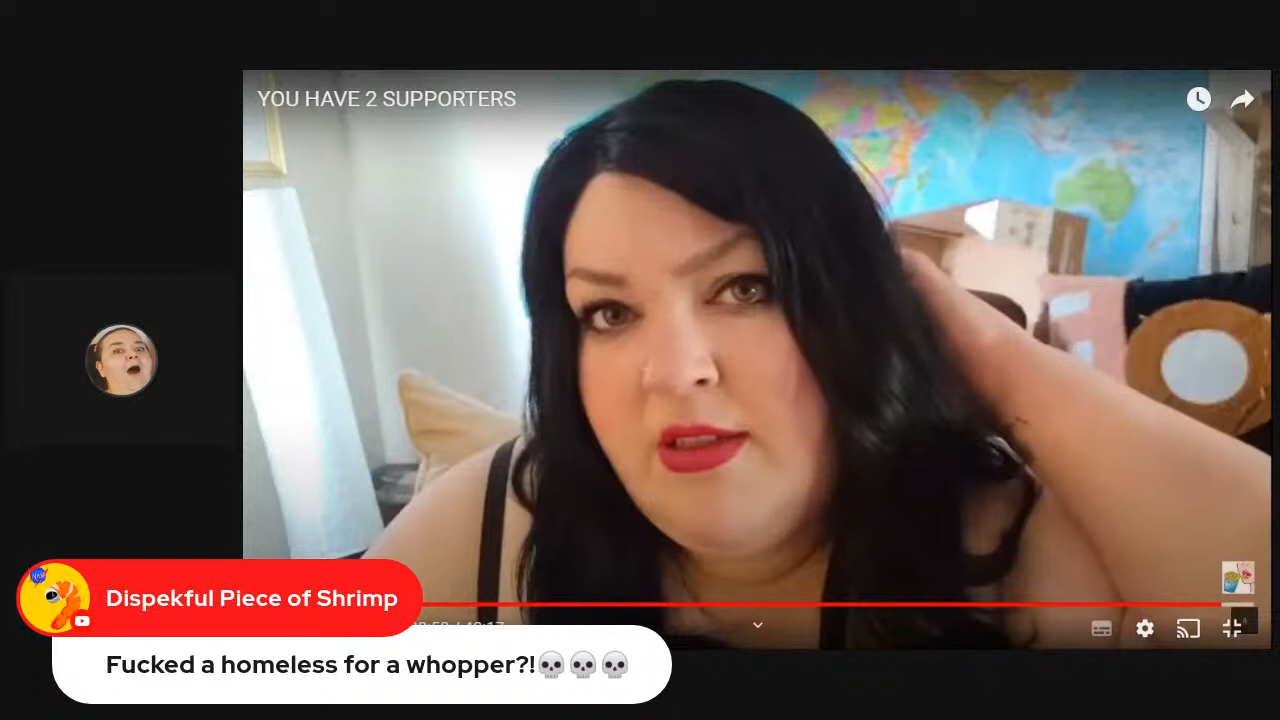 YOU HAVE 2 SUPPORTERS
Dispekful Piece of Shrimp
Fucked a homeless for a whopper?!💀💀💀